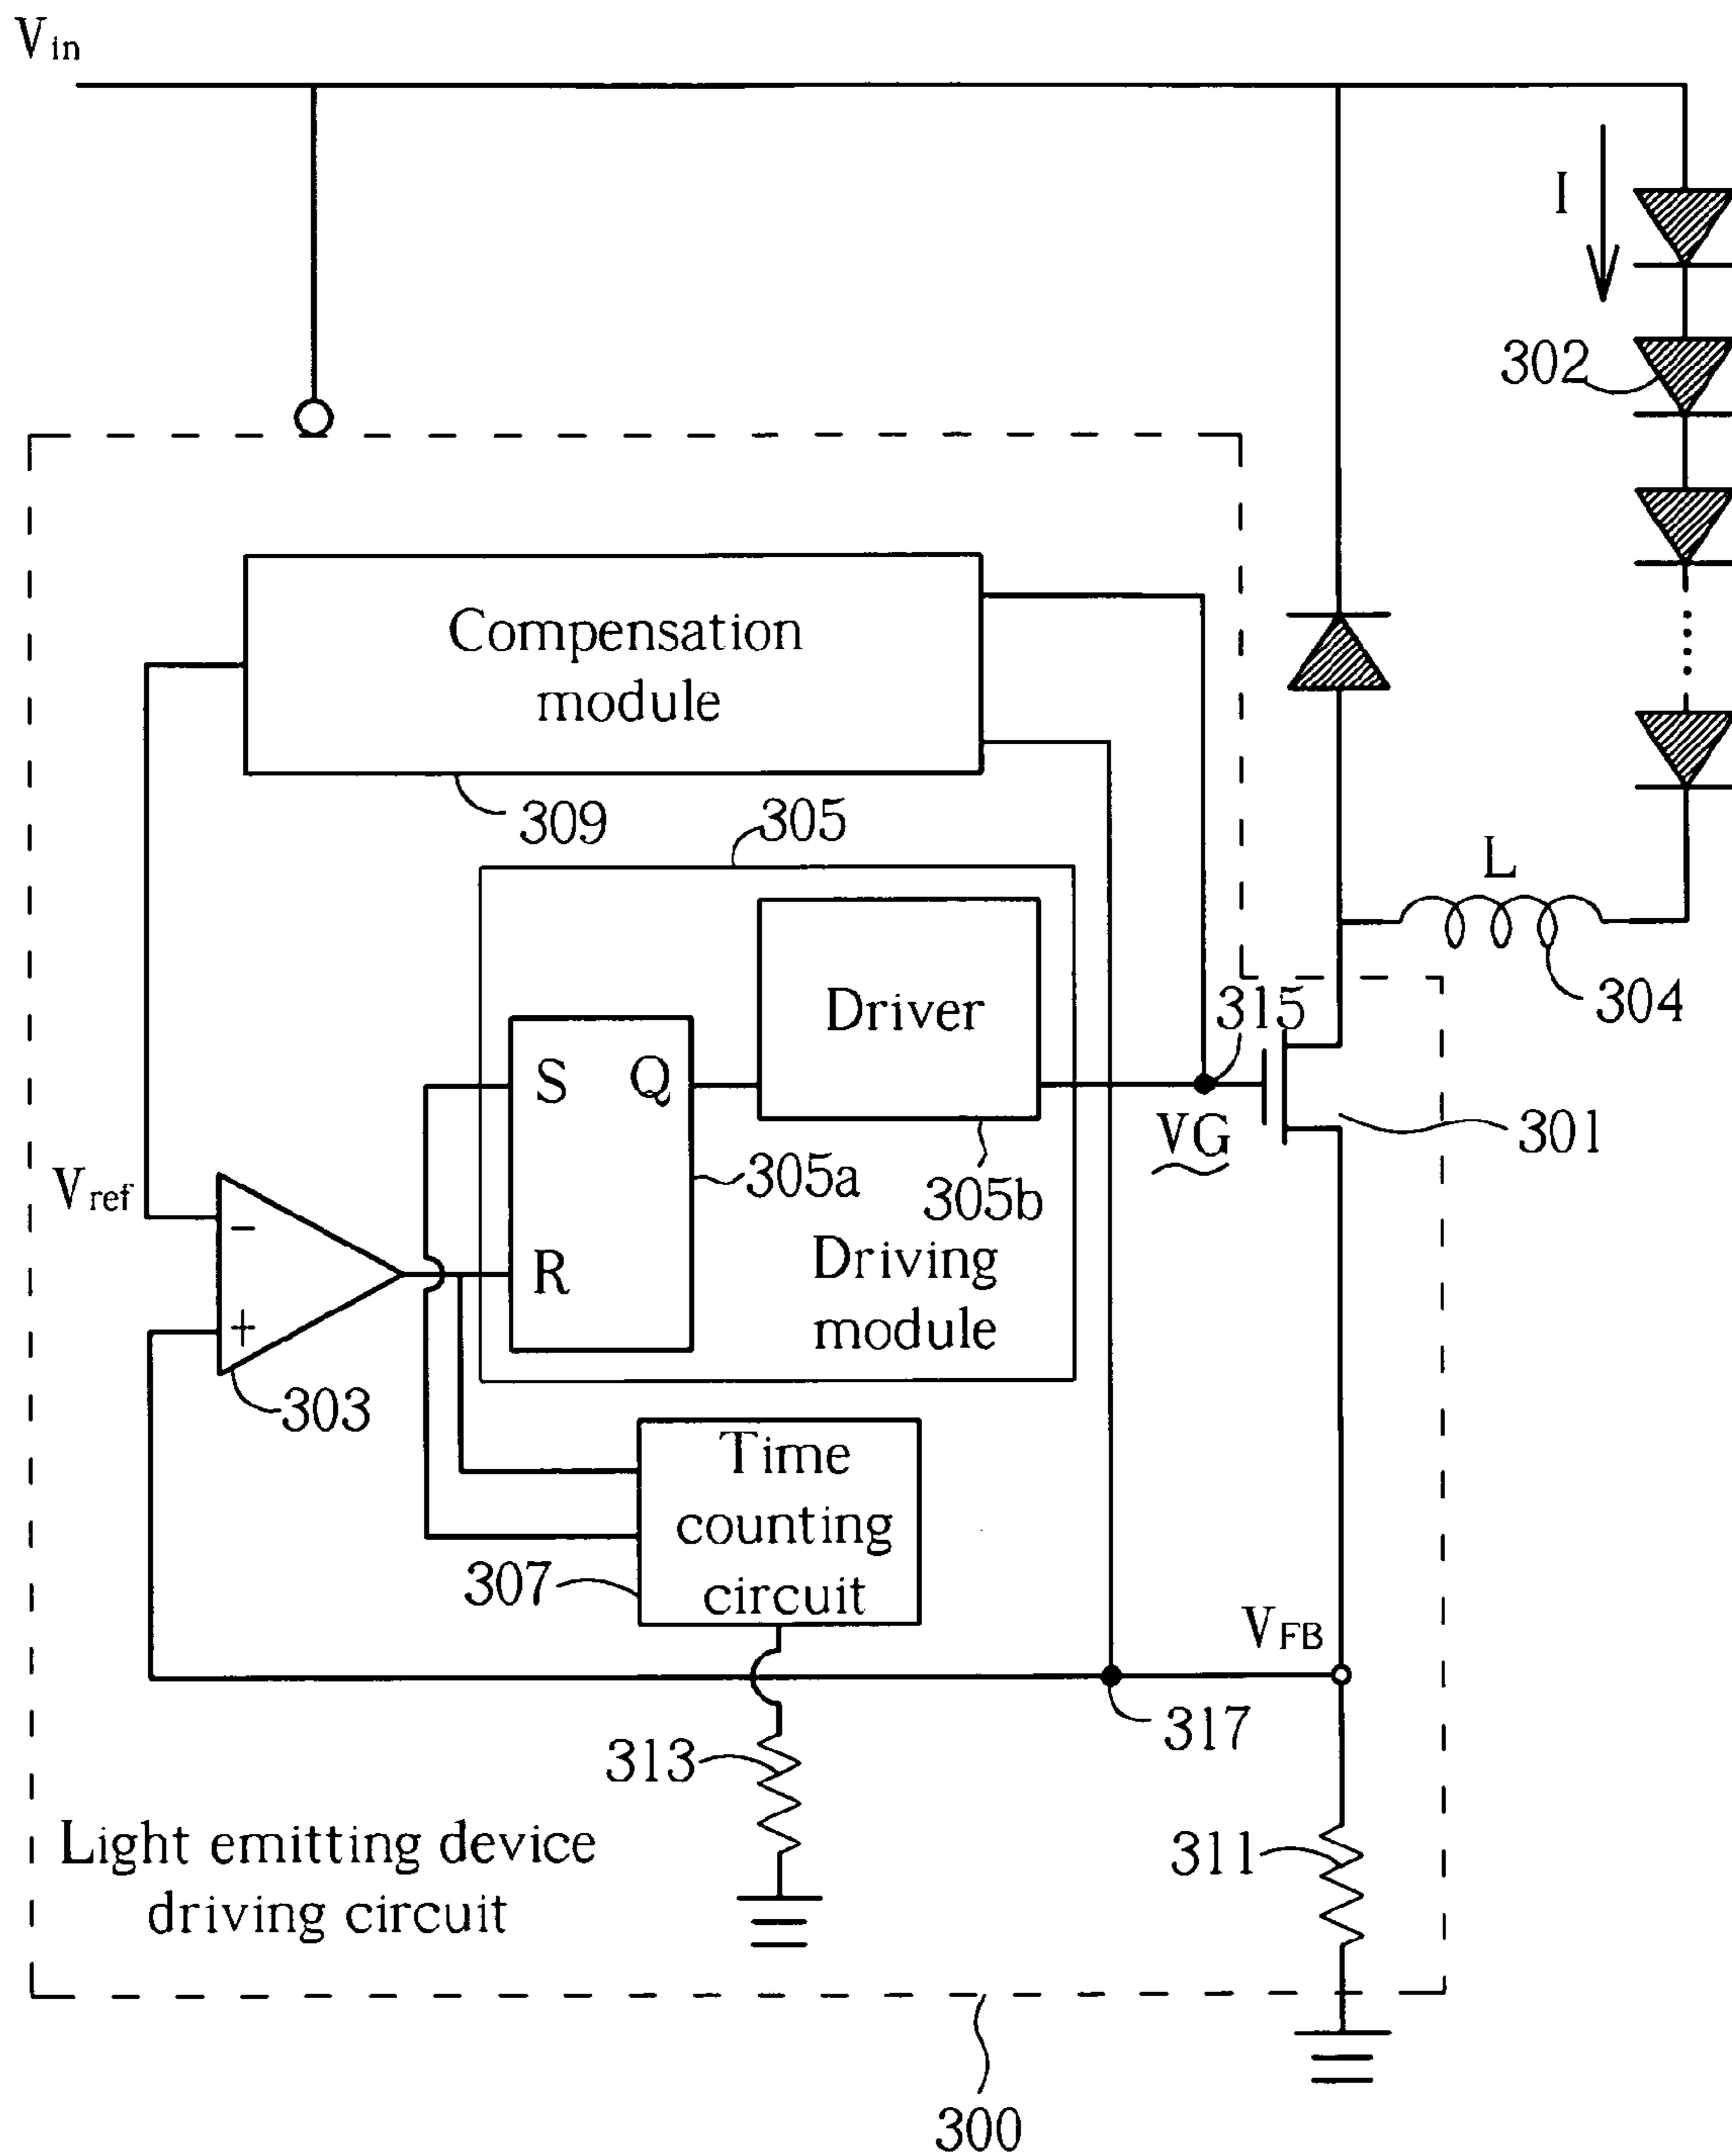 Vin
I
302
Compensation
module
309
305
L
304
Driver
315
S
Q
VG
301
305a
305b
Vref
−
R
Driving
module
+
303
Time
counting
circuit
307
VFB
317
313
311
Light emitting device
driving circuit
300